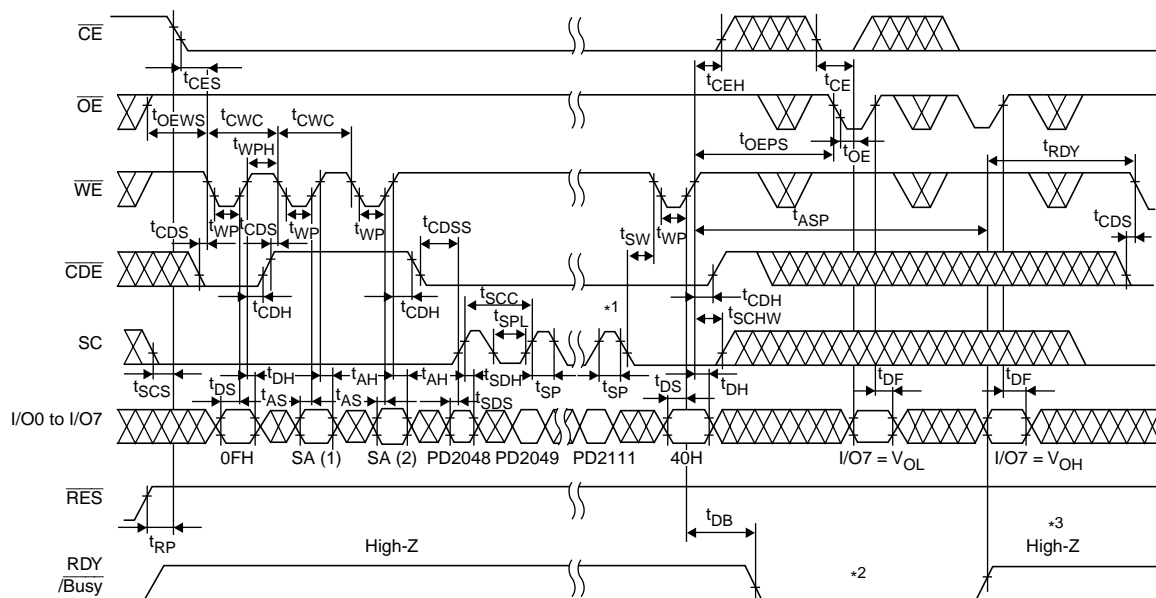 CE
tCES
tCEH
tCE
OE
tOEWS
tCWC
tCWC
tWPH
tOEPS
tOE
tRDY
WE
tCDS
tWP
tCDS
tWP
tWP
tCDSS
tSW
tWP
tASP
tCDS
CDE
tCDH
tCDH
tSCC
*1
tCDH
tSPL
tSCHW
SC
tSCS
tDS
tDH
tAS
tAH
tAS
tAH
tSDH
tSDS
tSP
tSP
tDS
tDH
tDF
tDF
I/O0 to I/O7
0FH
SA (1)
SA (2)
PD2048
PD2049
PD2111
40H
I/O7 = VOL
I/O7 = VOH
RES
tRP
tDB
*3
High-Z
High-Z
RDY
/Busy
*2